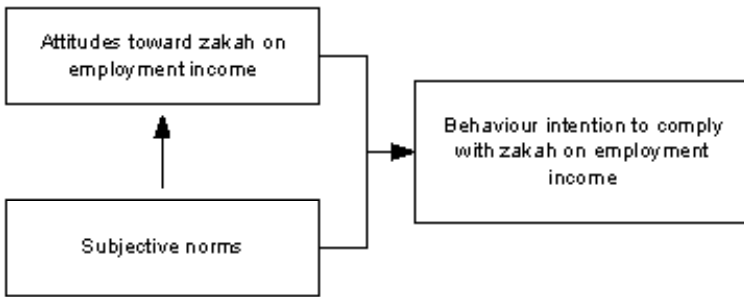 Attitudes toward zakah on
employment income
Behaviour intention to comply
with zakah on employment
income
Subjective norms